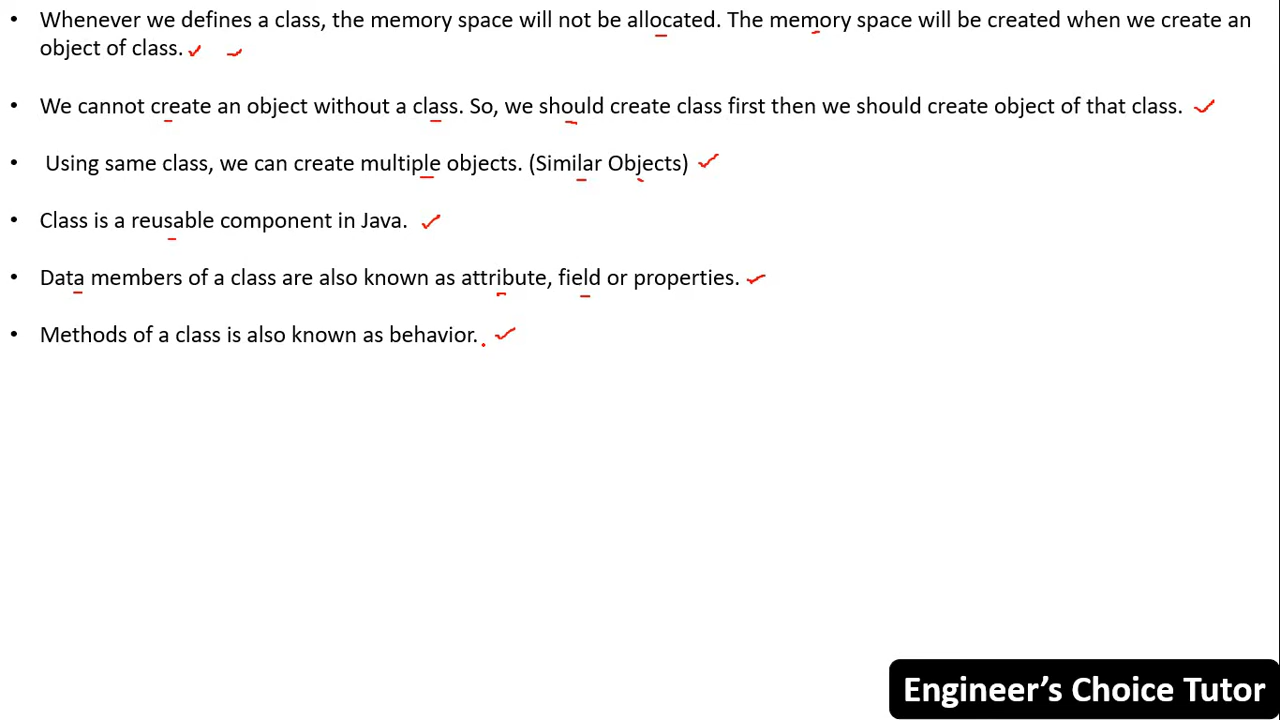 • Whenever we defines a class, the memory space will not be allocated. The memory space will be created when we create an
object of class.
• We cannot create an object without a class. So, we should create class first then we should create object of that class.
• Using same class, we can create multiple objects. (Similar Objects)
• Class is a reusable component in Java.
• Data members of a class are also known as attribute, field or properties.
• Methods of a class is also known as behavior.
Engineer’s Choice Tutor